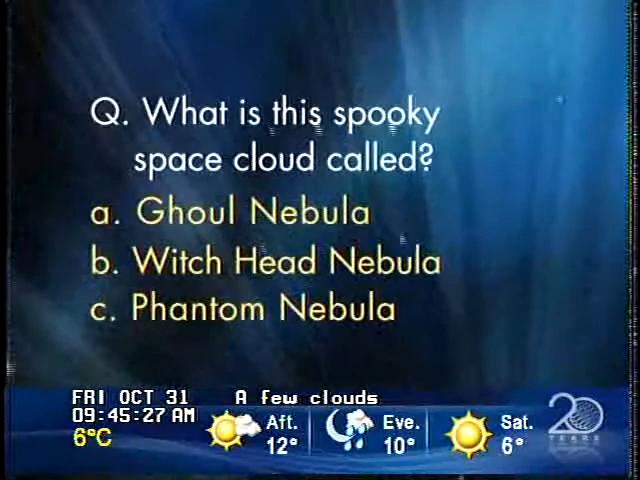 Q. What is this spooky
space cloud called?
a. Ghoul Nebula
b. Witch Head Nebula
c. Phantom Nebula
FRI OCT 31 A few clouds
09:45:27 AM
6°C
Aft.
12°
Eve.
10°
Sat.
6°
20
YEARS